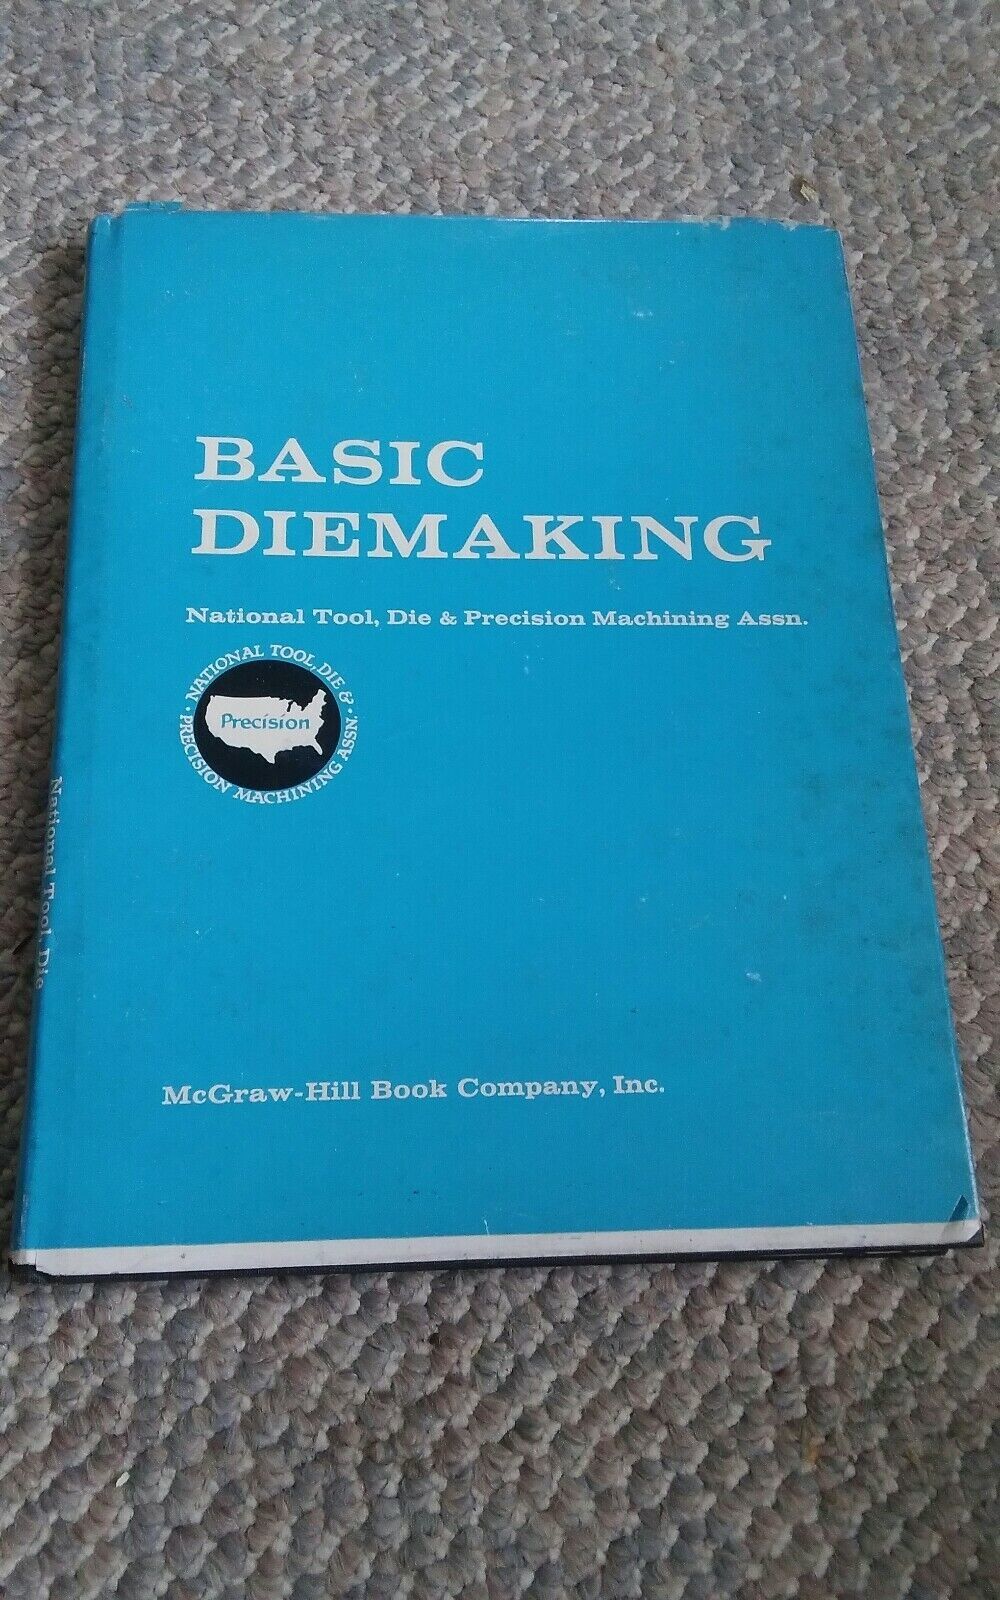 BASIC
DIEMAKING
National Tool, Die & Precision Machining Assn.
NATIONAL TOOL, DIE &
Precision
• PRECISION MACHINING ASSN. •
McGraw-Hill Book Company, Inc.
National Tool, Die